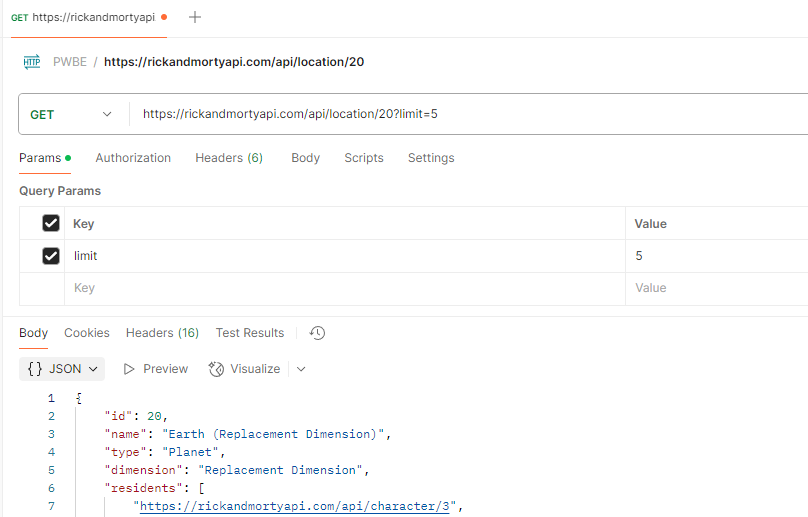 GET https://rickandmortyapi
HTTP PWBE / https://rickandmortyapi.com/api/location/20
GET https://rickandmortyapi.com/api/location/20?limit=5
Params Authorization Headers (6) Body Scripts Settings
Query Params
Key Value
limit 5
Key Value
Body Cookies Headers (16) Test Results
{} JSON Preview Visualize
1 {
2 "id": 20,
3 "name": "Earth (Replacement Dimension)",
4 "type": "Planet",
5 "dimension": "Replacement Dimension",
6 "residents": [
7 "https://rickandmortyapi.com/api/character/3",